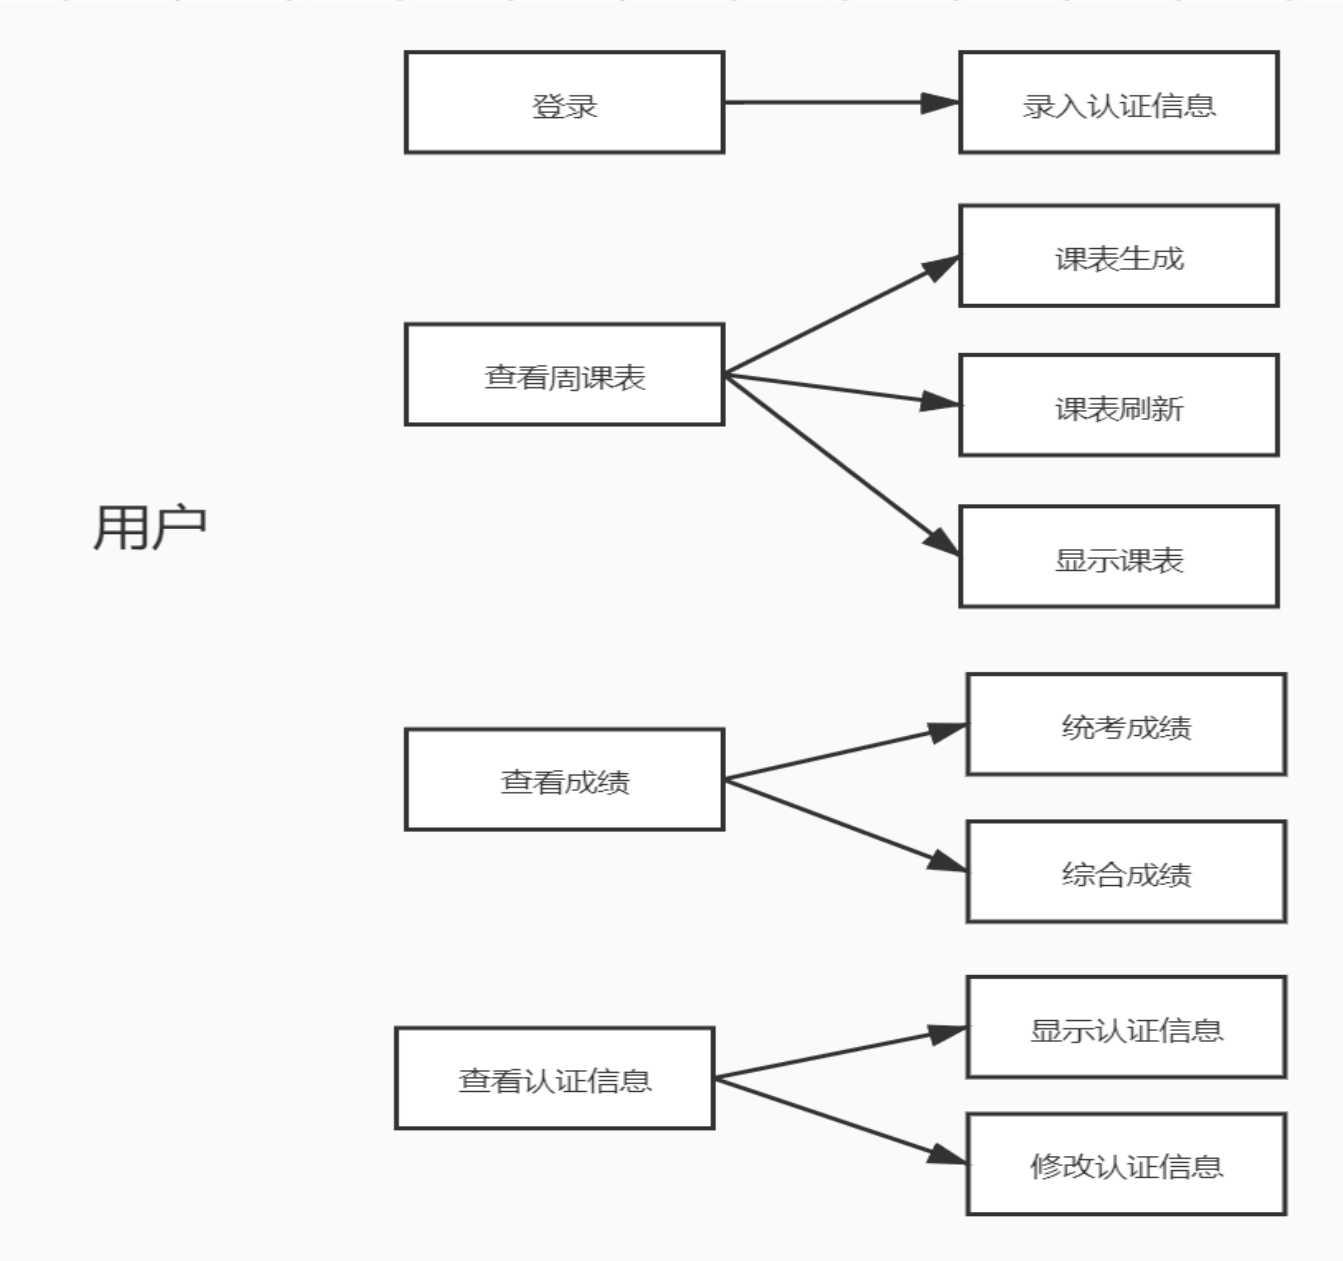 登录
录入认证信息
课表生成
查看周课表
课表刷新
用户
显示课表
统考成绩
查看成绩
综合成绩
显示认证信息
查看认证信息
修改认证信息